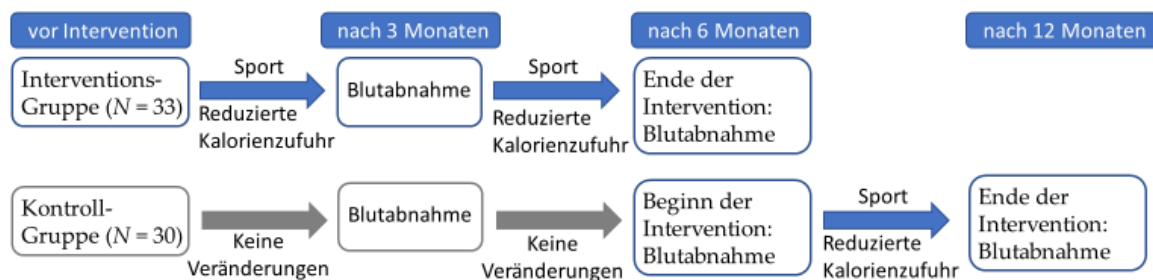 vor Intervention
nach 3 Monaten
nach 6 Monaten
nach 12 Monaten
Interventions-
Gruppe (N = 33)
Sport
Reduzierte
Kalorienzufuhr
Blutabnahme
Sport
Reduzierte
Kalorienzufuhr
Ende der
Intervention:
Blutabnahme
Kontroll-
Gruppe (N = 30)
Keine
Veränderungen
Blutabnahme
Keine
Veränderungen
Beginn der
Intervention:
Blutabnahme
Sport
Reduzierte
Kalorienzufuhr
Ende der
Intervention:
Blutabnahme